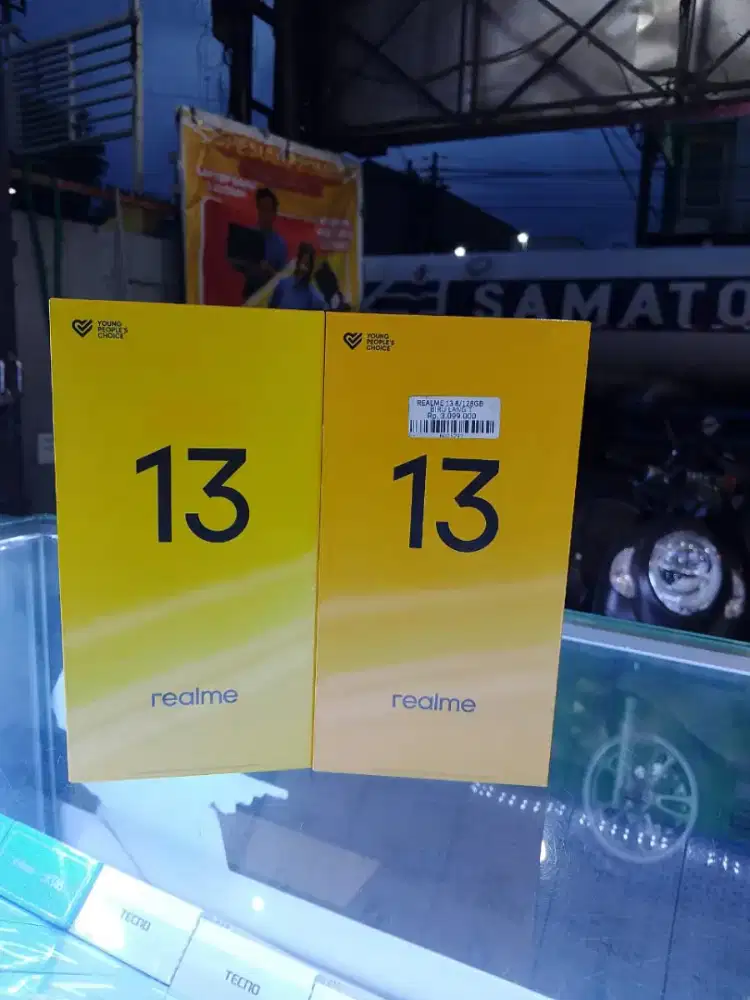 SAMATO
YOUNG
PEOPLE'S
CHOICE
13
realme
YOUNG
PEOPLE'S
CHOICE
REALME 13 8/128GB
Rp. 3.099.000
13
realme
TECNO
TECNO